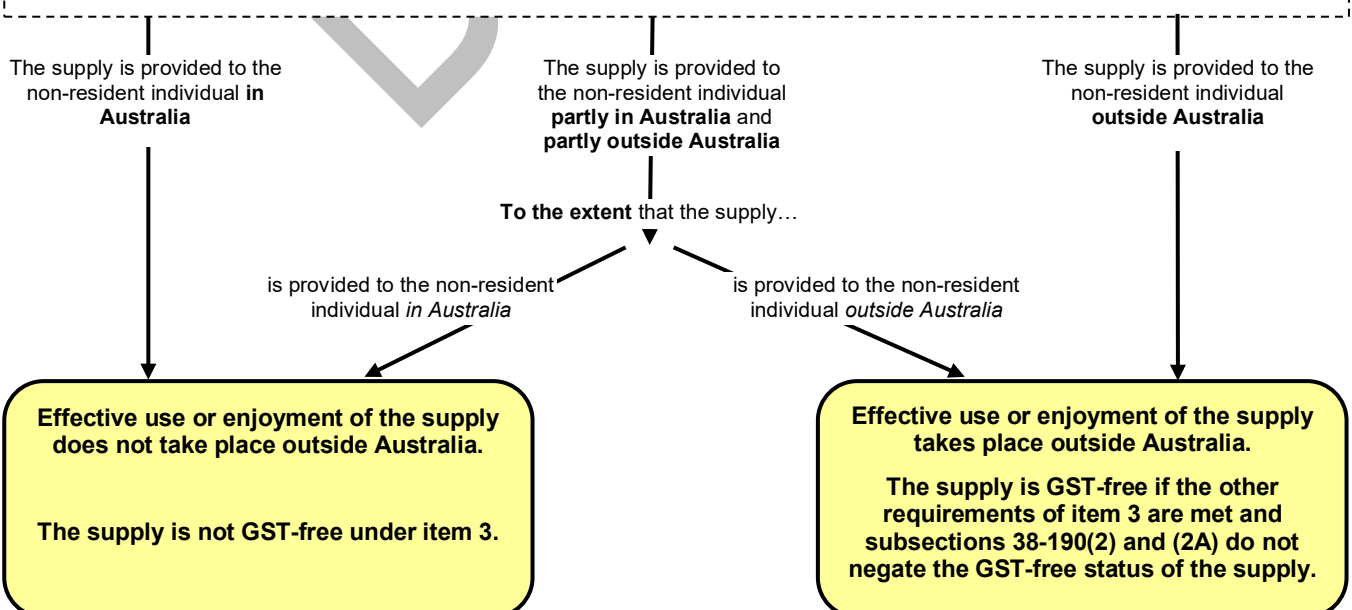 The supply is provided to the
non-resident individual in
Australia
The supply is provided to
the non-resident individual
partly in Australia and
partly outside Australia
The supply is provided to the
non-resident individual
outside Australia
To the extent that the supply…
is provided to the non-resident
individual in Australia
is provided to the non-resident
individual outside Australia
Effective use or enjoyment of the supply
does not take place outside Australia.
The supply is not GST-free under item 3.
Effective use or enjoyment of the supply
takes place outside Australia.
The supply is GST-free if the other
requirements of item 3 are met and
subsections 38-190(2) and (2A) do not
negate the GST-free status of the supply.